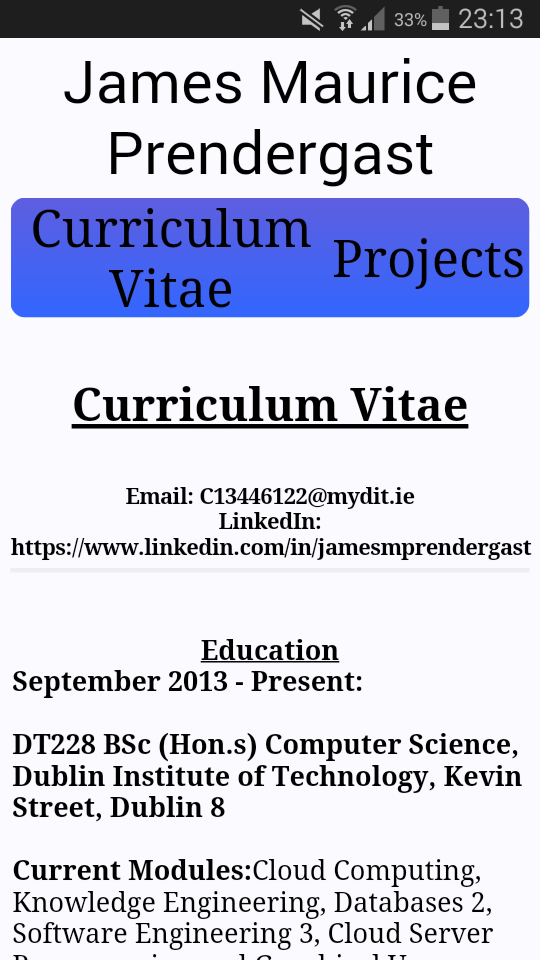 33% 23:13
James Maurice
Prendergast
Curriculum
Vitae
Projects
Curriculum Vitae
Email: C13446122@mydit.ie
LinkedIn:
https://www.linkedin.com/in/jamesmprendergast
Education
September 2013 - Present:
DT228 BSc (Hon.s) Computer Science,
Dublin Institute of Technology, Kevin
Street, Dublin 8
Current Modules:Cloud Computing,
Knowledge Engineering, Databases 2,
Software Engineering 3, Cloud Server